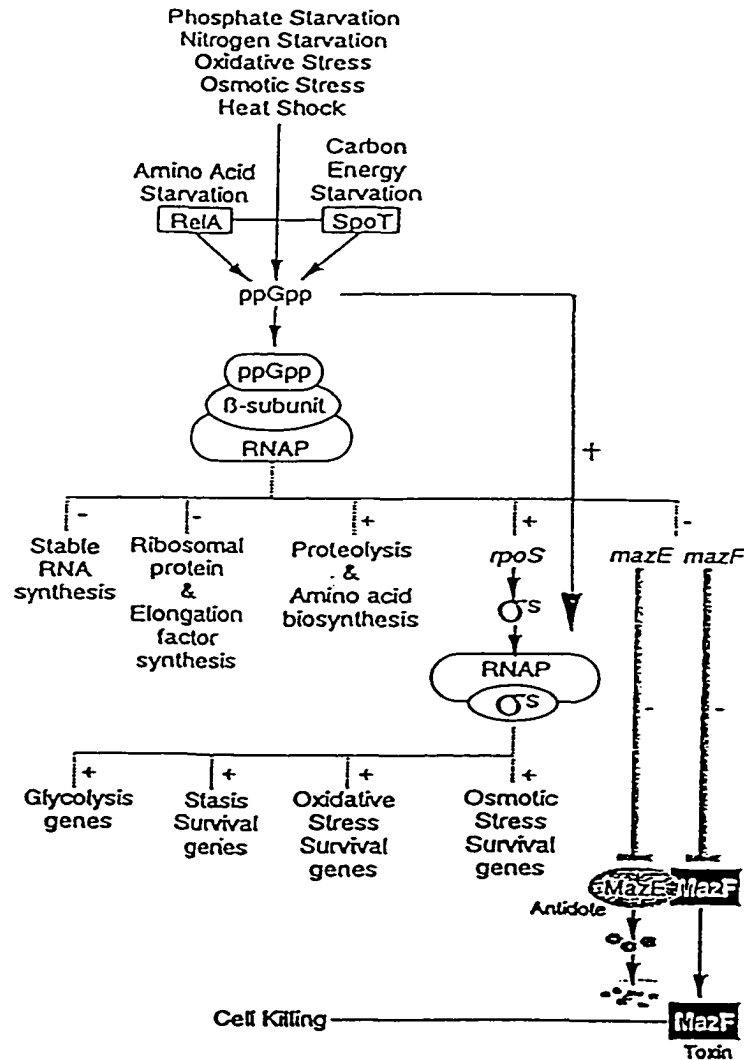 Phosphate Starvation
Nitrogen Starvation
Oxidative Stress
Osmotic Stress
Heat Shock
Amino Acid
Starvation
RelA
Carbon
Energy
Starvation
SpoT
ppGpp
ppGpp
ß-subunit
RNAP
+
-
Stable
RNA
synthesis
-
Ribosomal
protein
&
Elongation
factor
synthesis
+
Proteolysis
&
Amino acid
biosynthesis
+
rpoS
σs
RNAP
σs
-
mazE mazF
-
-
+
Glycolysis
genes
+
Stasis
Survival
genes
+
Oxidative
Stress
Survival
genes
+
Osmotic
Stress
Survival
genes
MazE MazF
Antidote
Cell Killing
MazF
Toxin